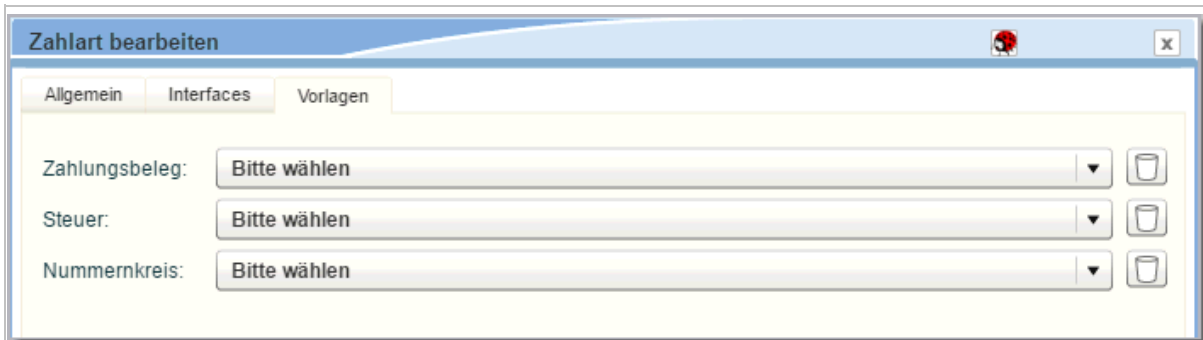 Zahlart bearbeiten
x
Allgemein Interfaces Vorlagen
Zahlungsbeleg: Bitte wählen
Steuer: Bitte wählen
Nummernkreis: Bitte wählen